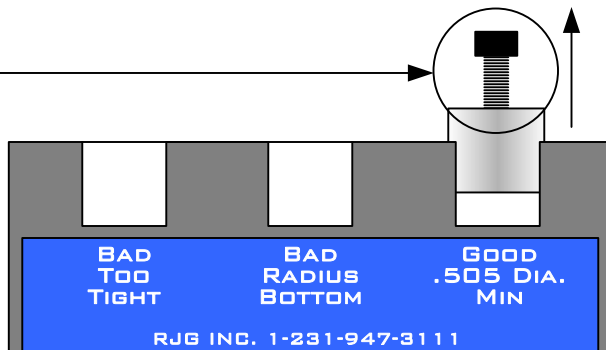 BAD
TOO
TIGHT
BAD
RADIUS
BOTTOM
GOOD
.505 DIA.
MIN
RJG INC. 1-231-947-3111